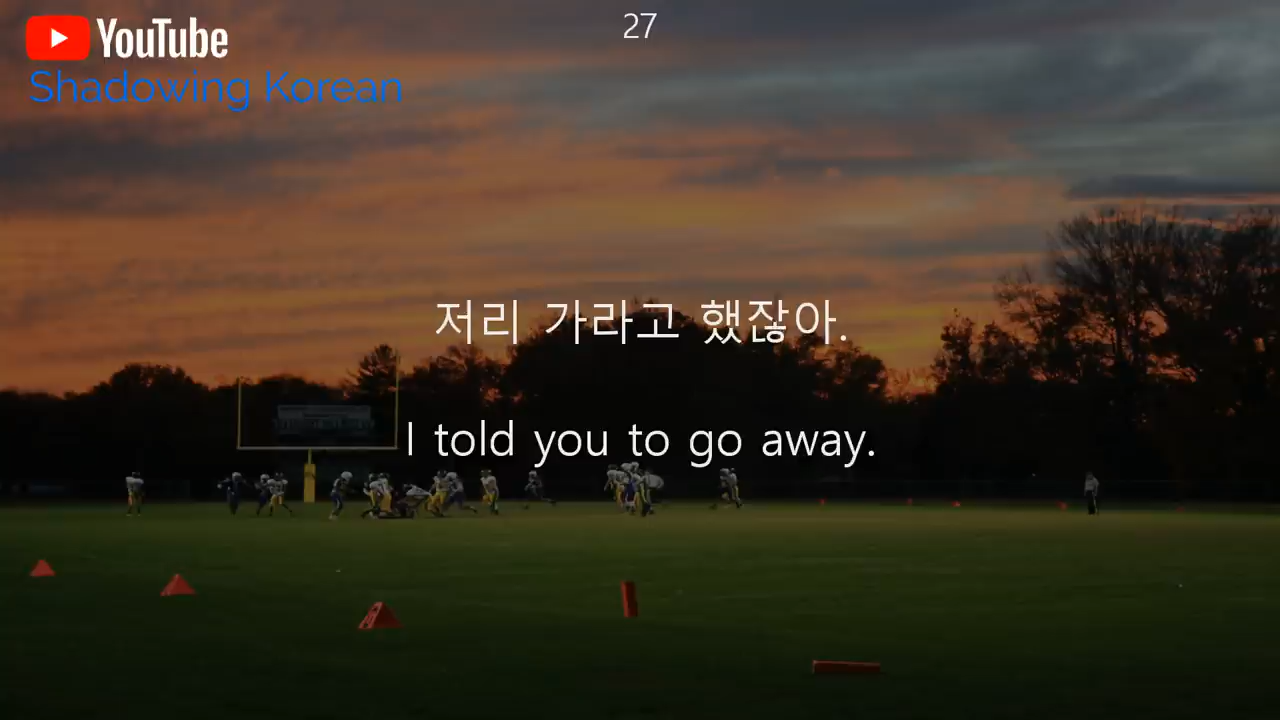 27
YouTube
Shadowing Korean
저리 가라고 했잖아.
I told you to go away.